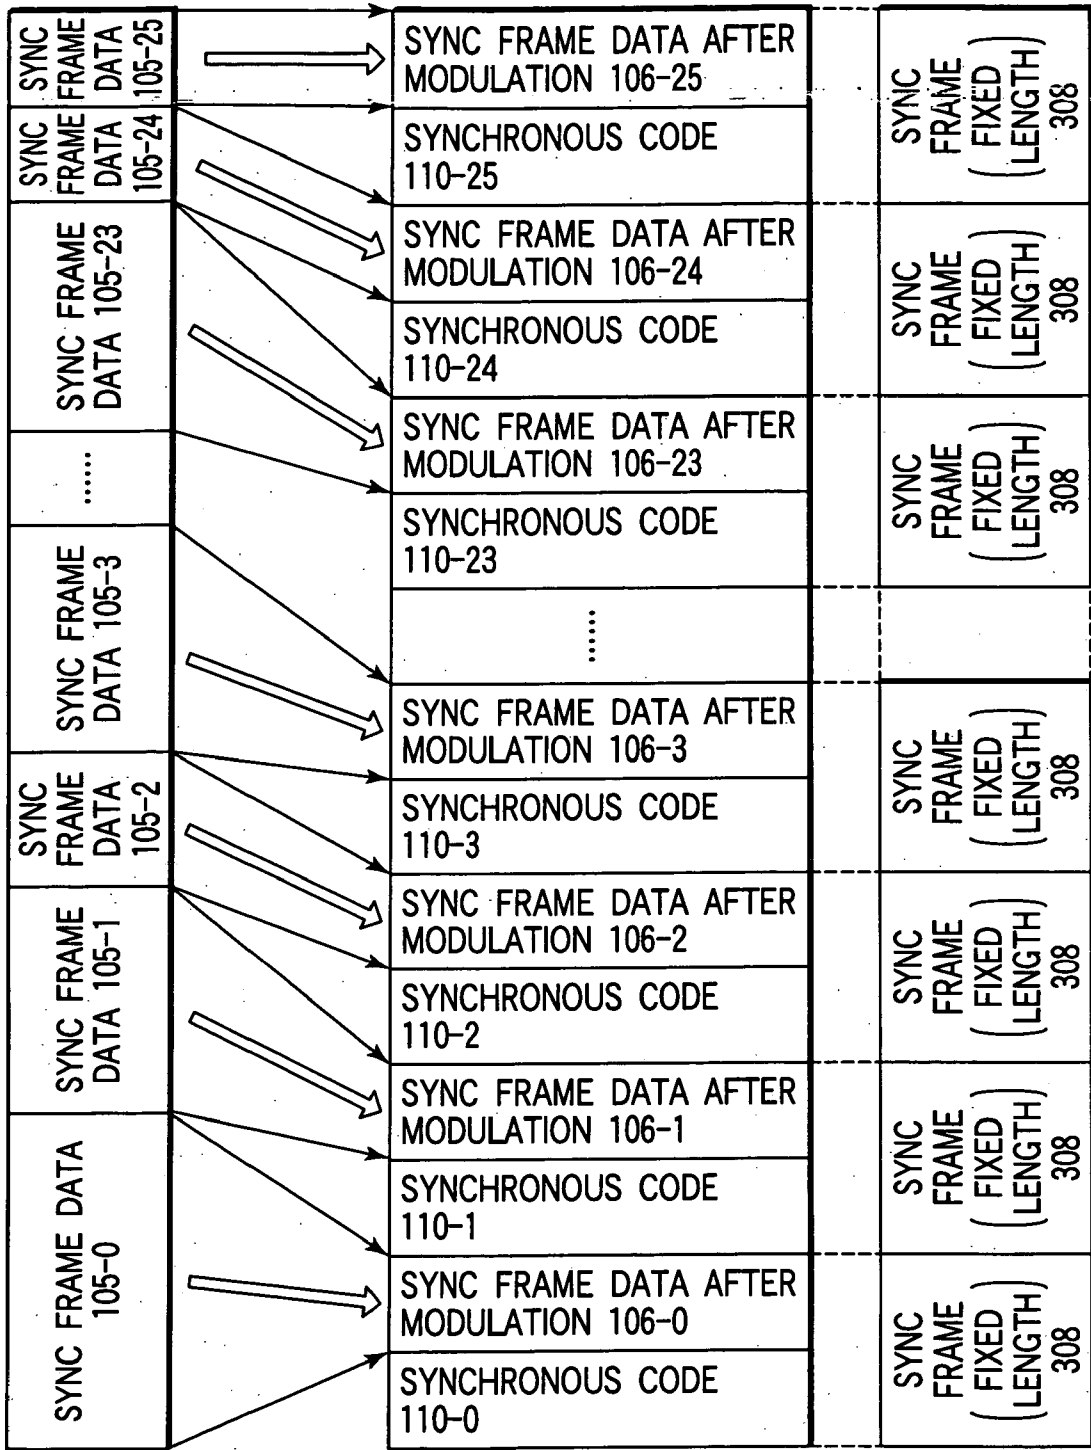 SYNC
FRAME
DATA
105-25
SYNC
FRAME
DATA
105-24
SYNC FRAME
DATA 105-23
......
SYNC FRAME
DATA 105-3
SYNC
FRAME
DATA
105-2
SYNC FRAME
DATA 105-1
SYNC FRAME DATA
105-0
SYNC FRAME DATA AFTER
MODULATION 106-25
SYNCHRONOUS CODE
110-25
SYNC FRAME DATA AFTER
MODULATION 106-24
SYNCHRONOUS CODE
110-24
SYNC FRAME DATA AFTER
MODULATION 106-23
SYNCHRONOUS CODE
110-23
......
SYNC FRAME DATA AFTER
MODULATION 106-3
SYNCHRONOUS CODE
110-3
SYNC FRAME DATA AFTER
MODULATION 106-2
SYNCHRONOUS CODE
110-2
SYNC FRAME DATA AFTER
MODULATION 106-1
SYNCHRONOUS CODE
110-1
SYNC FRAME DATA AFTER
MODULATION 106-0
SYNCHRONOUS CODE
110-0
SYNC
FRAME
(FIXED
LENGTH)
308
SYNC
FRAME
(FIXED
LENGTH)
308
SYNC
FRAME
(FIXED
LENGTH)
308
SYNC
FRAME
(FIXED
LENGTH)
308
SYNC
FRAME
(FIXED
LENGTH)
308
SYNC
FRAME
(FIXED
LENGTH)
308
SYNC
FRAME
(FIXED
LENGTH)
308